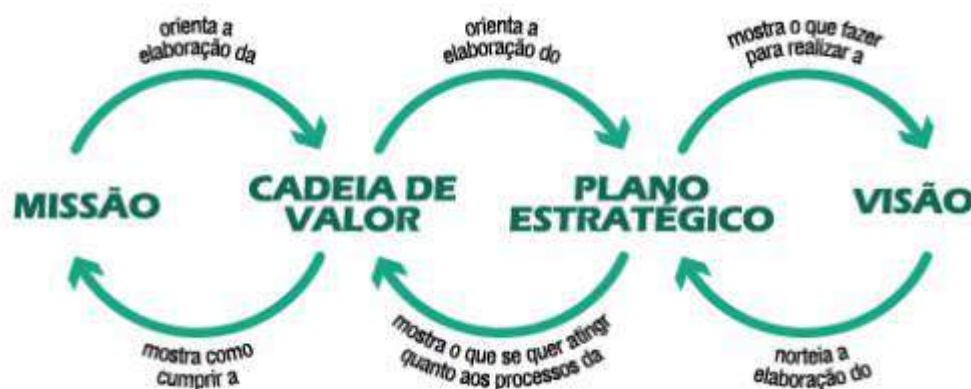 orienta a
elaboração da
orienta a
elaboração do
mostra o que fazer
para realizar a
MISSÃO
CADEIA DE
VALOR
PLANO
ESTRATÉGICO
VISÃO
mostra como
cumprir a
mostra o que se quer atingr
quanto aos processos da
norteia a
elaboração do